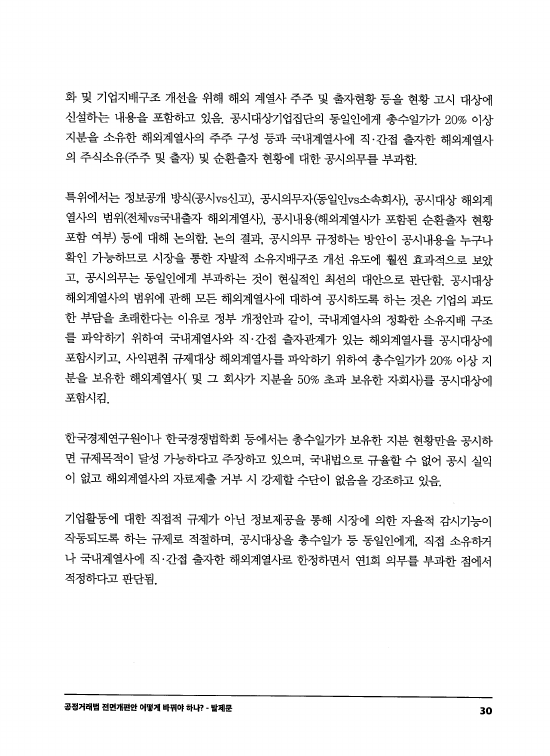 화 및 기업지배구조 개선을 위해 해외 계열사 주주 및 출자현황 등을 현황 고시 대상에
신설하는 내용을 포함하고 있음. 공시대상기업집단의 동일인에게 총수일가가 20% 이상
지분을 소유한 해외계열사의 주주 구성 등과 국내계열사에 직·간접 출자한 해외계열사
의 주식소유(주주 및 출자) 및 순환출자 현황에 대한 공시의무를 부과함.
특위에서는 정보공개 방식(공시vs신고), 공시의무자(동일인vs소속회사), 공시대상 해외계
열사의 범위(전체vs국내출자 해외계열사), 공시내용(해외계열사가 포함된 순환출자 현황
포함 여부) 등에 대해 논의함. 논의 결과, 공시의무 규정하는 방안이 공시내용을 누구나
확인 가능하므로 시장을 통한 자발적 소유지배구조 개선 유도에 훨씬 효과적으로 보았
고, 공시의무는 동일인에게 부과하는 것이 현실적인 최선의 대안으로 판단함. 공시대상
해외계열사의 범위에 관해 모든 해외계열사에 대하여 공시하도록 하는 것은 기업의 과도
한 부담을 초래한다는 이유로 정부 개정안과 같이, 국내계열사의 정확한 소유지배 구조
를 파악하기 위하여 국내계열사와 직·간접 출자관계가 있는 해외계열사를 공시대상에
포함시키고, 사익편취 규제대상 해외계열사를 파악하기 위하여 총수일가가 20% 이상 지
분을 보유한 해외계열사( 및 그 회사가 지분을 50% 초과 보유한 자회사)를 공시대상에
포함시킴.
한국경제연구원이나 한국경쟁법학회 등에서는 총수일가가 보유한 지분 현황만을 공시하
면 규제목적이 달성 가능하다고 주장하고 있으며, 국내법으로 규율할 수 없어 공시 실익
이 없고 해외계열사의 자료제출 거부 시 강제할 수단이 없음을 강조하고 있음.
기업활동에 대한 직접적 규제가 아닌 정보제공을 통해 시장에 의한 자율적 감시기능이
작동되도록 하는 규제로 적절하며, 공시대상을 총수일가 등 동일인에게, 직접 소유하거
나 국내계열사에 직·간접 출자한 해외계열사로 한정하면서 연1회 의무를 부과한 점에서
적정하다고 판단됨.
공정거래법 전면개편안 어떻게 바꿔야 하나? - 발제문
30